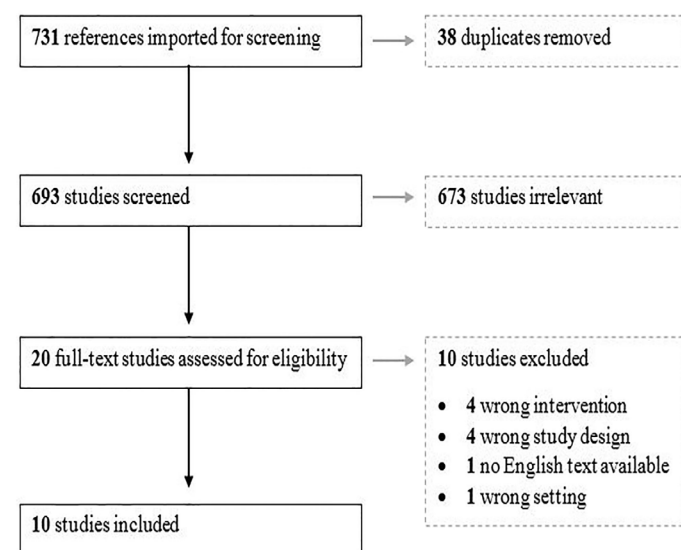 731 references imported for screening
38 duplicates removed
693 studies screened
673 studies irrelevant
20 full-text studies assessed for eligibility
10 studies excluded
• 4 wrong intervention
• 4 wrong study design
• 1 no English text available
• 1 wrong setting
10 studies included